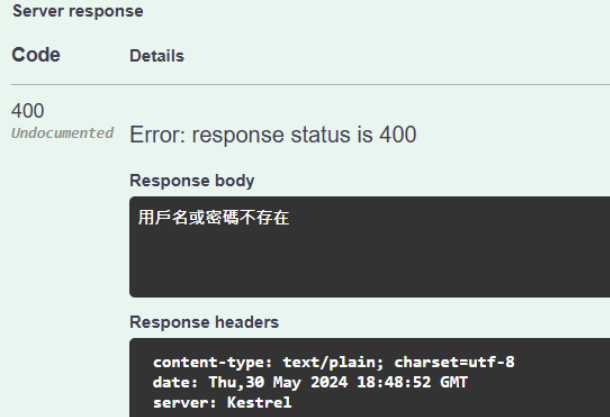 Server response
Code Details
400
Undocumented
Error: response status is 400
Response body
用戶名或密碼不存在
Response headers
content-type: text/plain; charset=utf-8
date: Thu,30 May 2024 18:48:52 GMT
server: Kestrel